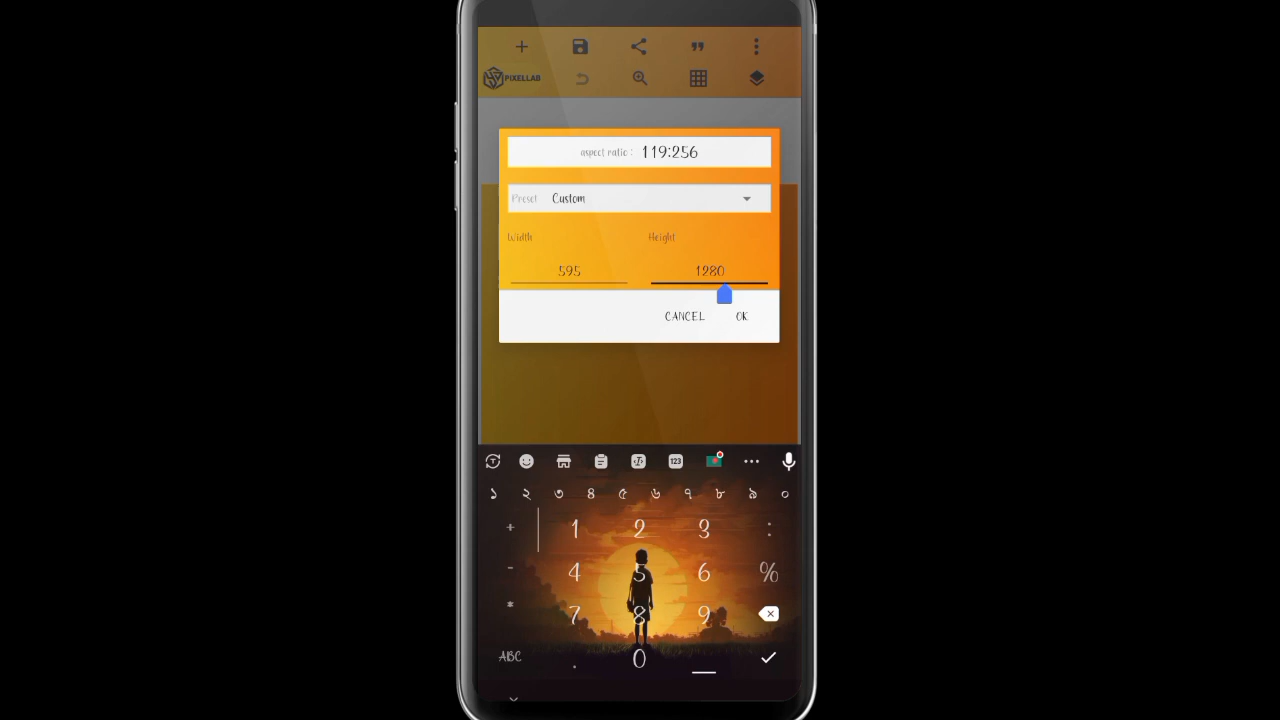 PIXELLAB
aspect ratio : 119:256
Preset Custom
Width Height
595 1280
CANCEL OK
123
১ ২ ৩ ৪ ৫ ৬ ৭ ৮ ৯ ০
+ 1 2 3 :
- 4 5 6 %
* 7 8 9
ABC . 0